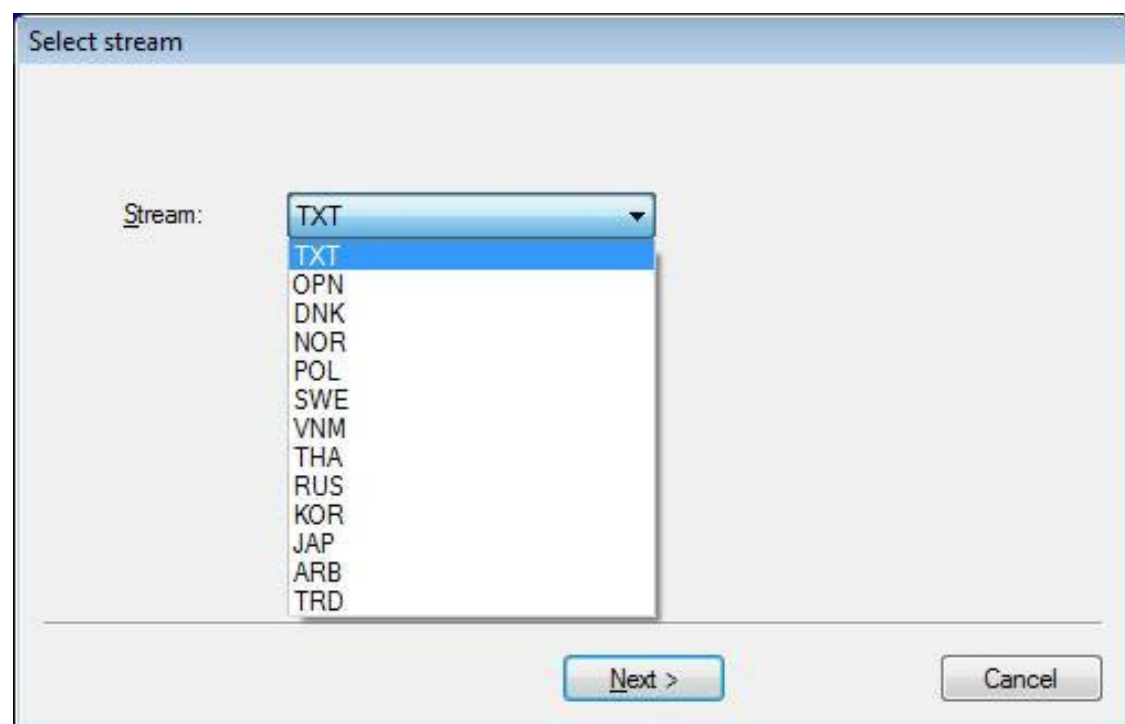 Select stream
Stream: TXT
TXT
OPN
DNK
NOR
POL
SWE
VNM
THA
RUS
KOR
JAP
ARB
TRD
Next > Cancel